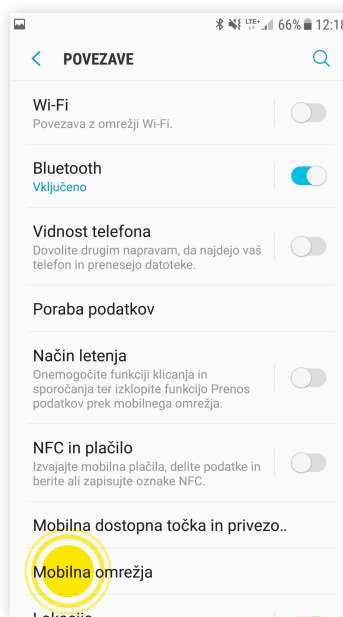 LTE+ 66% 12:18
POVEZAVE
Wi-Fi
Povezava z omrežji Wi-Fi.
Bluetooth
Vključeno
Vidnost telefona
Dovolite drugim napravam, da najdejo vaš
telefon in prenesejo datoteke.
Poraba podatkov
Način letenja
Onemogočite funkciji klicanja in
sporočanja ter izklopite funkcijo Prenos
podatkov prek mobilnega omrežja.
NFC in plačilo
Izvajajte mobilna plačila, delite podatke in
berite ali zapisujte oznake NFC.
Mobilna dostopna točka in privezo..
Mobilna omrežja